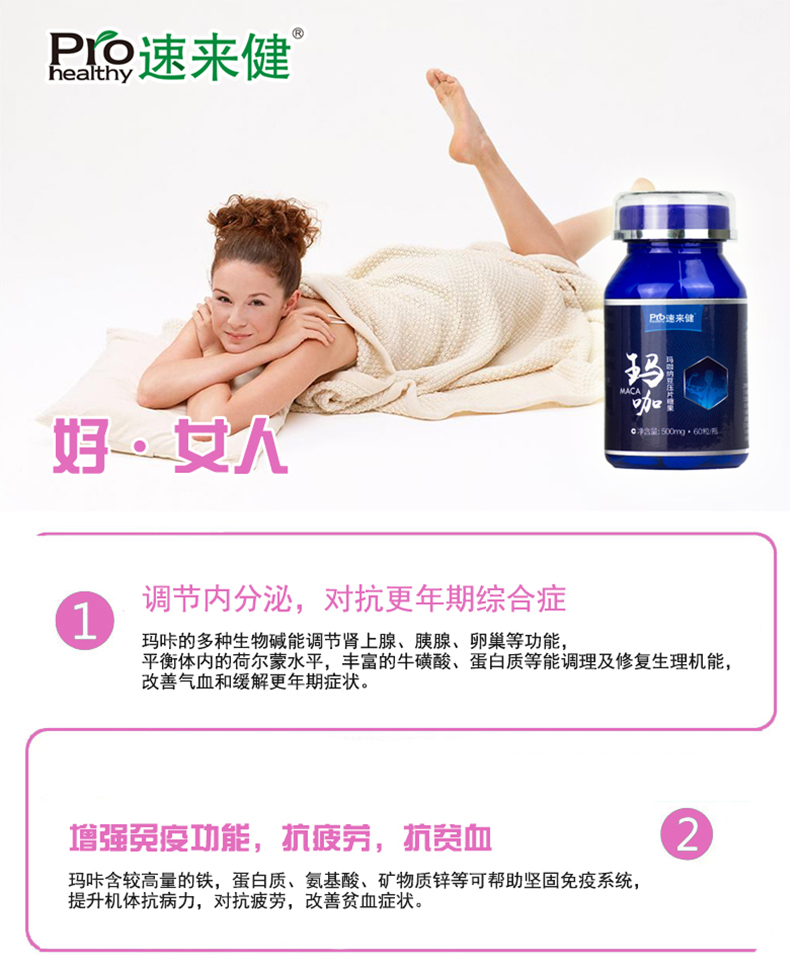 Pro
healthy
速来健®
Pro速来健
玛咖
MACA
玛咖纳豆压片糖果
净含量: 500mg·60粒/瓶
好·女人
1
调节内分泌，对抗更年期综合症
玛咔的多种生物碱能调节肾上腺、胰腺、卵巢等功能，
平衡体内的荷尔蒙水平，丰富的牛磺酸、蛋白质等能调理及修复生理机能，
改善气血和缓解更年期症状。
增强免疫功能，抗疲劳，抗贫血
2
玛咔含较高量的铁，蛋白质、氨基酸、矿物质锌等可帮助坚固免疫系统，
提升机体抗病力，对抗疲劳，改善贫血症状。